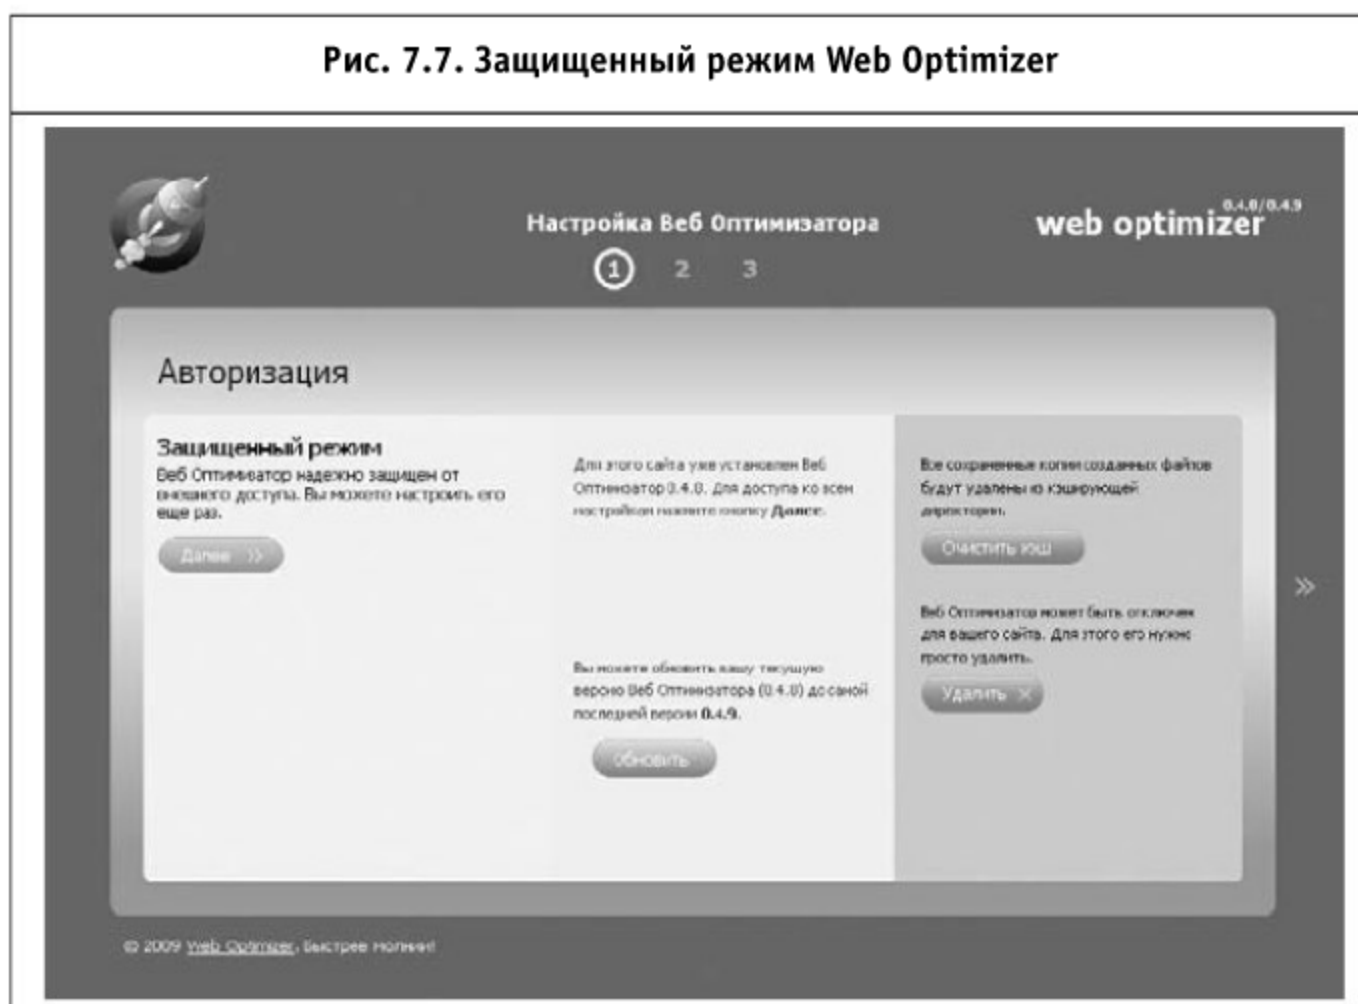 Рис. 7.7. Защищенный режим Web Optimizer
Настройка Веб Оптимизатора
web optimizer 0.4.8/0.4.9
1 2 3
Авторизация
Защищенный режим
Веб Оптимизатор надежно защищен от
внешнего доступа. Вы можете настроить его
еще раз.
Далее »
Для этого сайта уже установлен Веб
Оптимизатор 0.4.8. Для доступа ко всем
настройкам нажмите кнопку Далее.
Вы можете обновить вашу текущую
версию Веб Оптимизатора (0.4.8) до самой
последней версии 0.4.9.
Обновить
Все сохраненные копии созданных файлов
будут удалены из кэширующей
директории.
Очистить кэш
Веб Оптимизатор может быть отключен
для вашего сайта. Для этого его нужно
просто удалить.
Удалить ×
»
© 2009 Web Optimizer. Быстрее молнии!